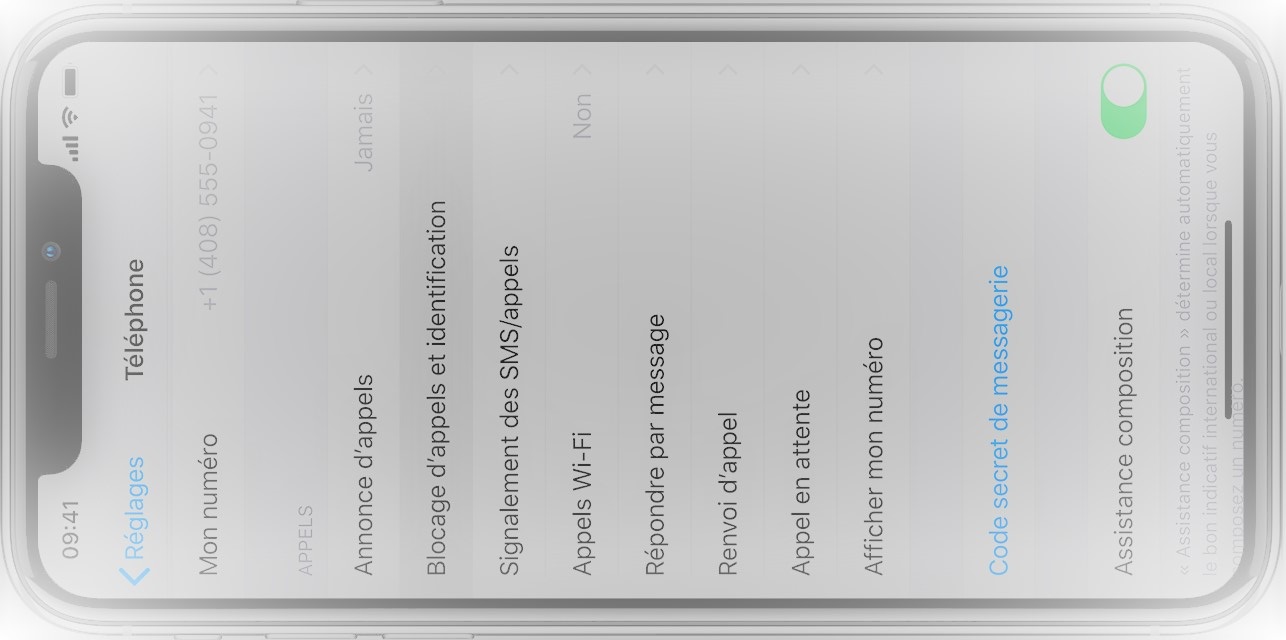 09:41
Réglages
Téléphone
Mon numéro +1 (408) 555-0941
APPELS
Annonce d’appels Jamais
Blocage d’appels et identification
Signalement des SMS/appels
Appels Wi-Fi Non
Répondre par message
Renvoi d’appel
Appel en attente
Afficher mon numéro
Code secret de messagerie
Assistance composition
« Assistance composition » détermine automatiquement
le bon indicatif international ou local lorsque vous
composez un numéro.